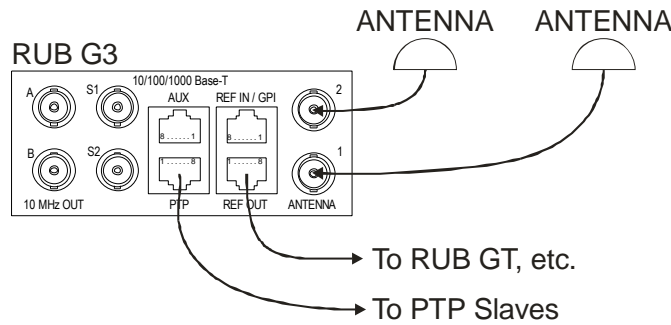 ANTENNA ANTENNA
RUB G3
10/100/1000 Base-T
A S1 AUX REF IN / GPI 2
8......1 8......1
B S2 1......8 1......8 1
10 MHz OUT PTP REF OUT ANTENNA
To RUB GT, etc.
To PTP Slaves